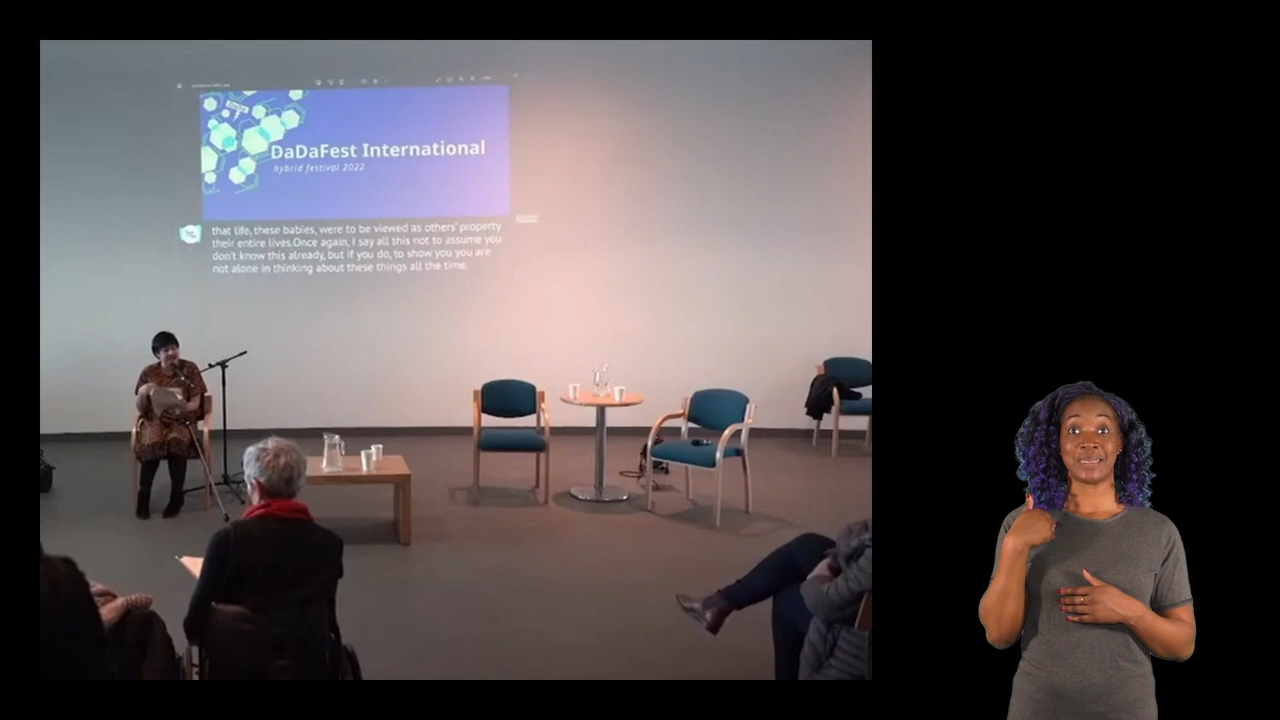 DaDaFest International
hybrid festival 2022
that life, these babies, were to be viewed as others' property
their entire lives.Once again, I say all this not to assume you
don't know this already, but if you do, to show you you are
not alone in thinking about these things all the time.